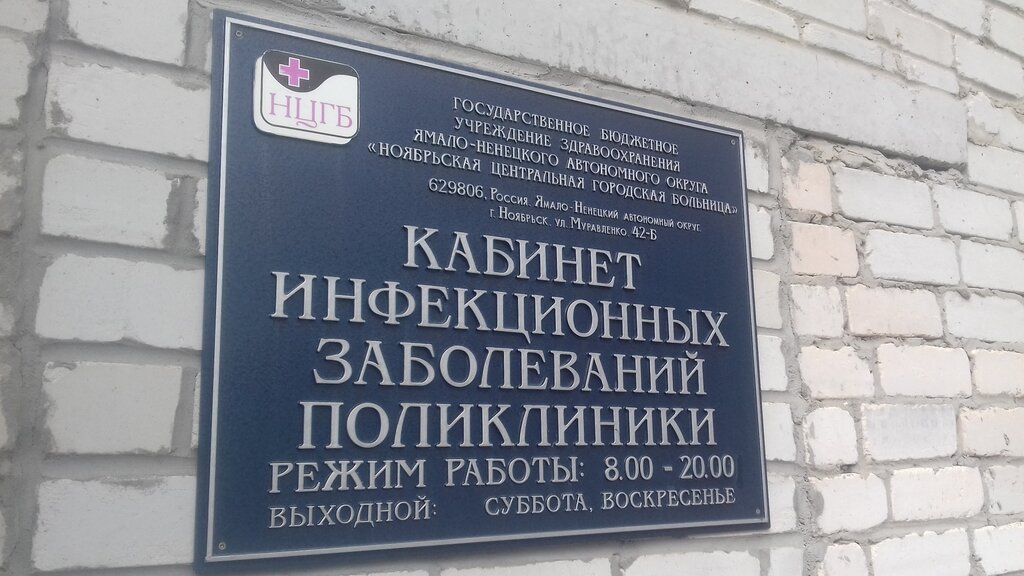 НЦГБ
ГОСУДАРСТВЕННОЕ БЮДЖЕТНОЕ
УЧРЕЖДЕНИЕ ЗДРАВООХРАНЕНИЯ
ЯМАЛО-НЕНЕЦКОГО АВТОНОМНОГО ОКРУГА
«НОЯБРЬСКАЯ ЦЕНТРАЛЬНАЯ ГОРОДСКАЯ БОЛЬНИЦА»
629806, РОССИЯ, ЯМАЛО-НЕНЕЦКИЙ АВТОНОМНЫЙ ОКРУГ,
Г. НОЯБРЬСК, УЛ. МУРАВЛЕНКО, 42-Б
КАБИНЕТ
ИНФЕКЦИОННЫХ
ЗАБОЛЕВАНИЙ
ПОЛИКЛИНИКИ
РЕЖИМ РАБОТЫ: 8.00 - 20.00
ВЫХОДНОЙ: СУББОТА, ВОСКРЕСЕНЬЕ